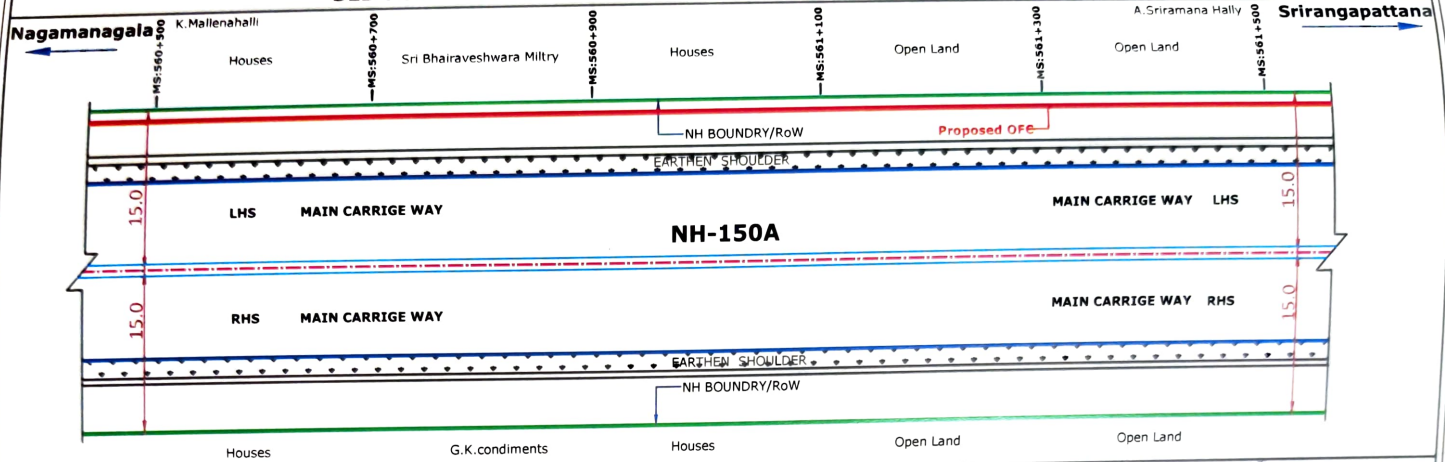 Nagamanagala
K.Mallenahalli
MS:560+500
MS:560+700
MS:560+900
MS:561+100
MS:561+300
A.Sriramana Hally
MS:561+500
Srirangapattana
Houses
Sri Bhairaveshwara Miltry
Houses
Open Land
Open Land
NH BOUNDRY/RoW
Proposed OFC
EARTHEN SHOULDER
15.0
LHS MAIN CARRIGE WAY
MAIN CARRIGE WAY LHS
15.0
NH-150A
15.0
RHS MAIN CARRIGE WAY
MAIN CARRIGE WAY RHS
15.0
EARTHEN SHOULDER
NH BOUNDRY/RoW
Houses
G.K.condiments
Houses
Open Land
Open Land